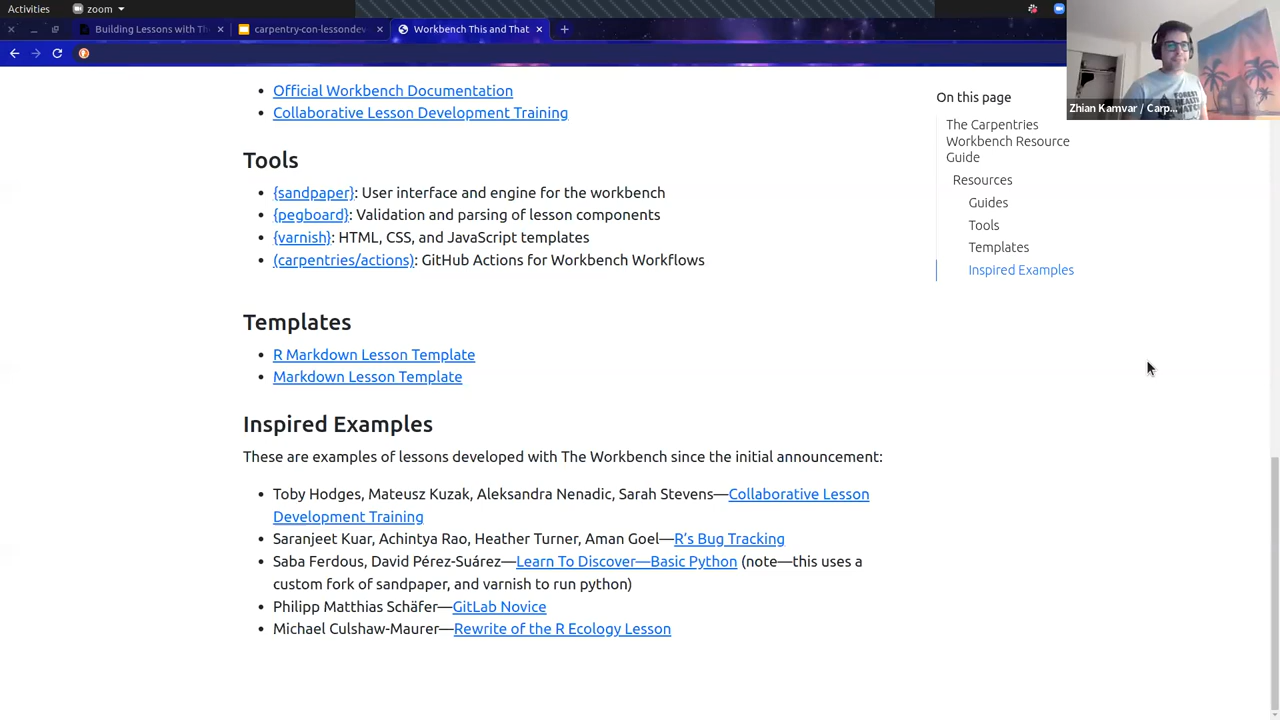 Activities
zoom
Building Lessons with Th
carpentry-con-lessondev
Workbench This and That
Zhian Kamvar / Carp...
Official Workbench Documentation
Collaborative Lesson Development Training
Tools
{sandpaper}: User interface and engine for the workbench
{pegboard}: Validation and parsing of lesson components
{varnish}: HTML, CSS, and JavaScript templates
(carpentries/actions): GitHub Actions for Workbench Workflows
Templates
R Markdown Lesson Template
Markdown Lesson Template
Inspired Examples
These are examples of lessons developed with The Workbench since the initial announcement:
Toby Hodges, Mateusz Kuzak, Aleksandra Nenadic, Sarah Stevens—Collaborative Lesson
Development Training
Saranjeet Kuar, Achintya Rao, Heather Turner, Aman Goel—R's Bug Tracking
Saba Ferdous, David Pérez-Suárez—Learn To Discover—Basic Python (note—this uses a
custom fork of sandpaper, and varnish to run python)
Philipp Matthias Schäfer—GitLab Novice
Michael Culshaw-Maurer—Rewrite of the R Ecology Lesson
On this page
The Carpentries
Workbench Resource
Guide
Resources
Guides
Tools
Templates
Inspired Examples